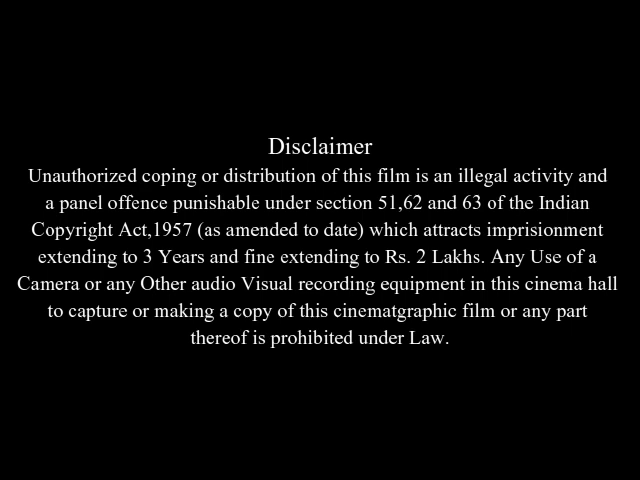 Disclaimer
Unauthorized coping or distribution of this film is an illegal activity and
a panel offence punishable under section 51,62 and 63 of the Indian
Copyright Act,1957 (as amended to date) which attracts imprisionment
extending to 3 Years and fine extending to Rs. 2 Lakhs. Any Use of a
Camera or any Other audio Visual recording equipment in this cinema hall
to capture or making a copy of this cinematgraphic film or any part
thereof is prohibited under Law.